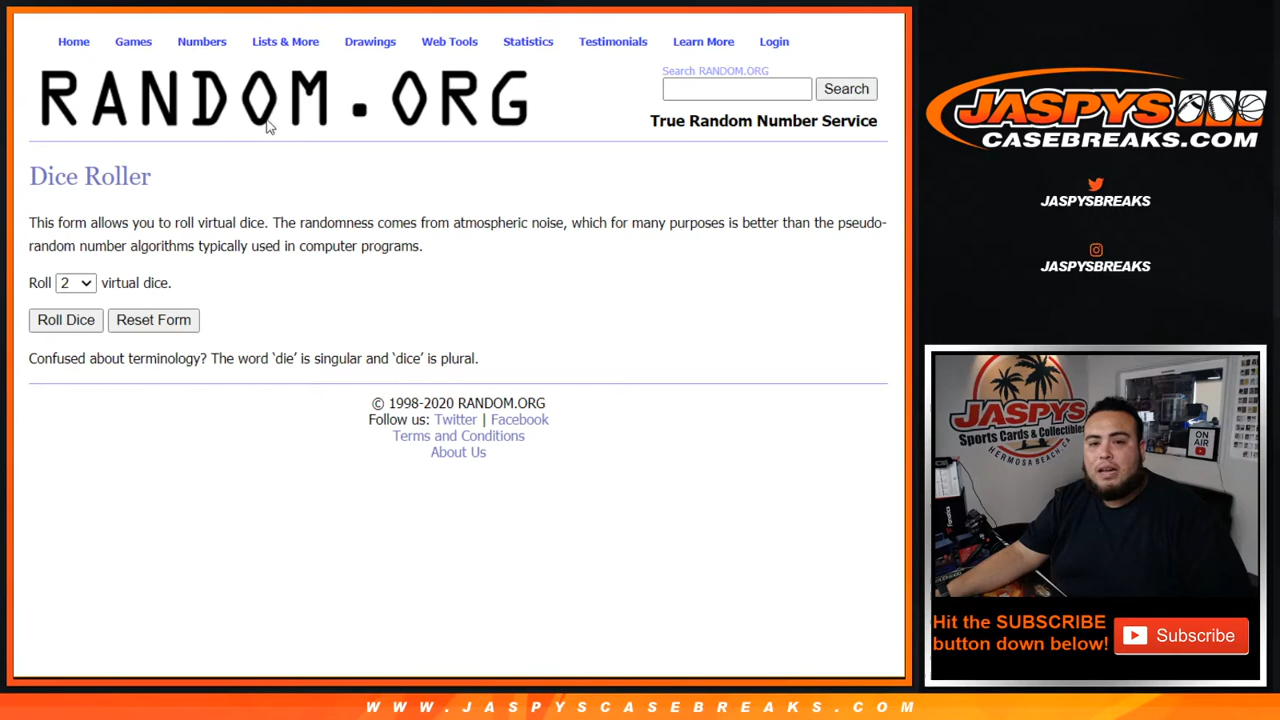 Home Games Numbers Lists & More Drawings Web Tools Statistics Testimonials Learn More Login
RANDOM.ORG
Search RANDOM.ORG
Search
True Random Number Service
Dice Roller
This form allows you to roll virtual dice. The randomness comes from atmospheric noise, which for many purposes is better than the pseudo-
random number algorithms typically used in computer programs.
Roll 2 virtual dice.
Roll Dice Reset Form
Confused about terminology? The word ‘die’ is singular and ‘dice’ is plural.
© 1998-2020 RANDOM.ORG
Follow us: Twitter | Facebook
Terms and Conditions
About Us
JASPYS
CASEBREAKS.COM
JASPYSBREAKS
JASPYSBREAKS
JASPYS
Sports Cards & Collectibles
HERMOSA BEACH, CA
ON
AIR
Fanatics
Hit the SUBSCRIBE
button down below!
Subscribe
WWW.JASPYSCASEBREAKS.COM